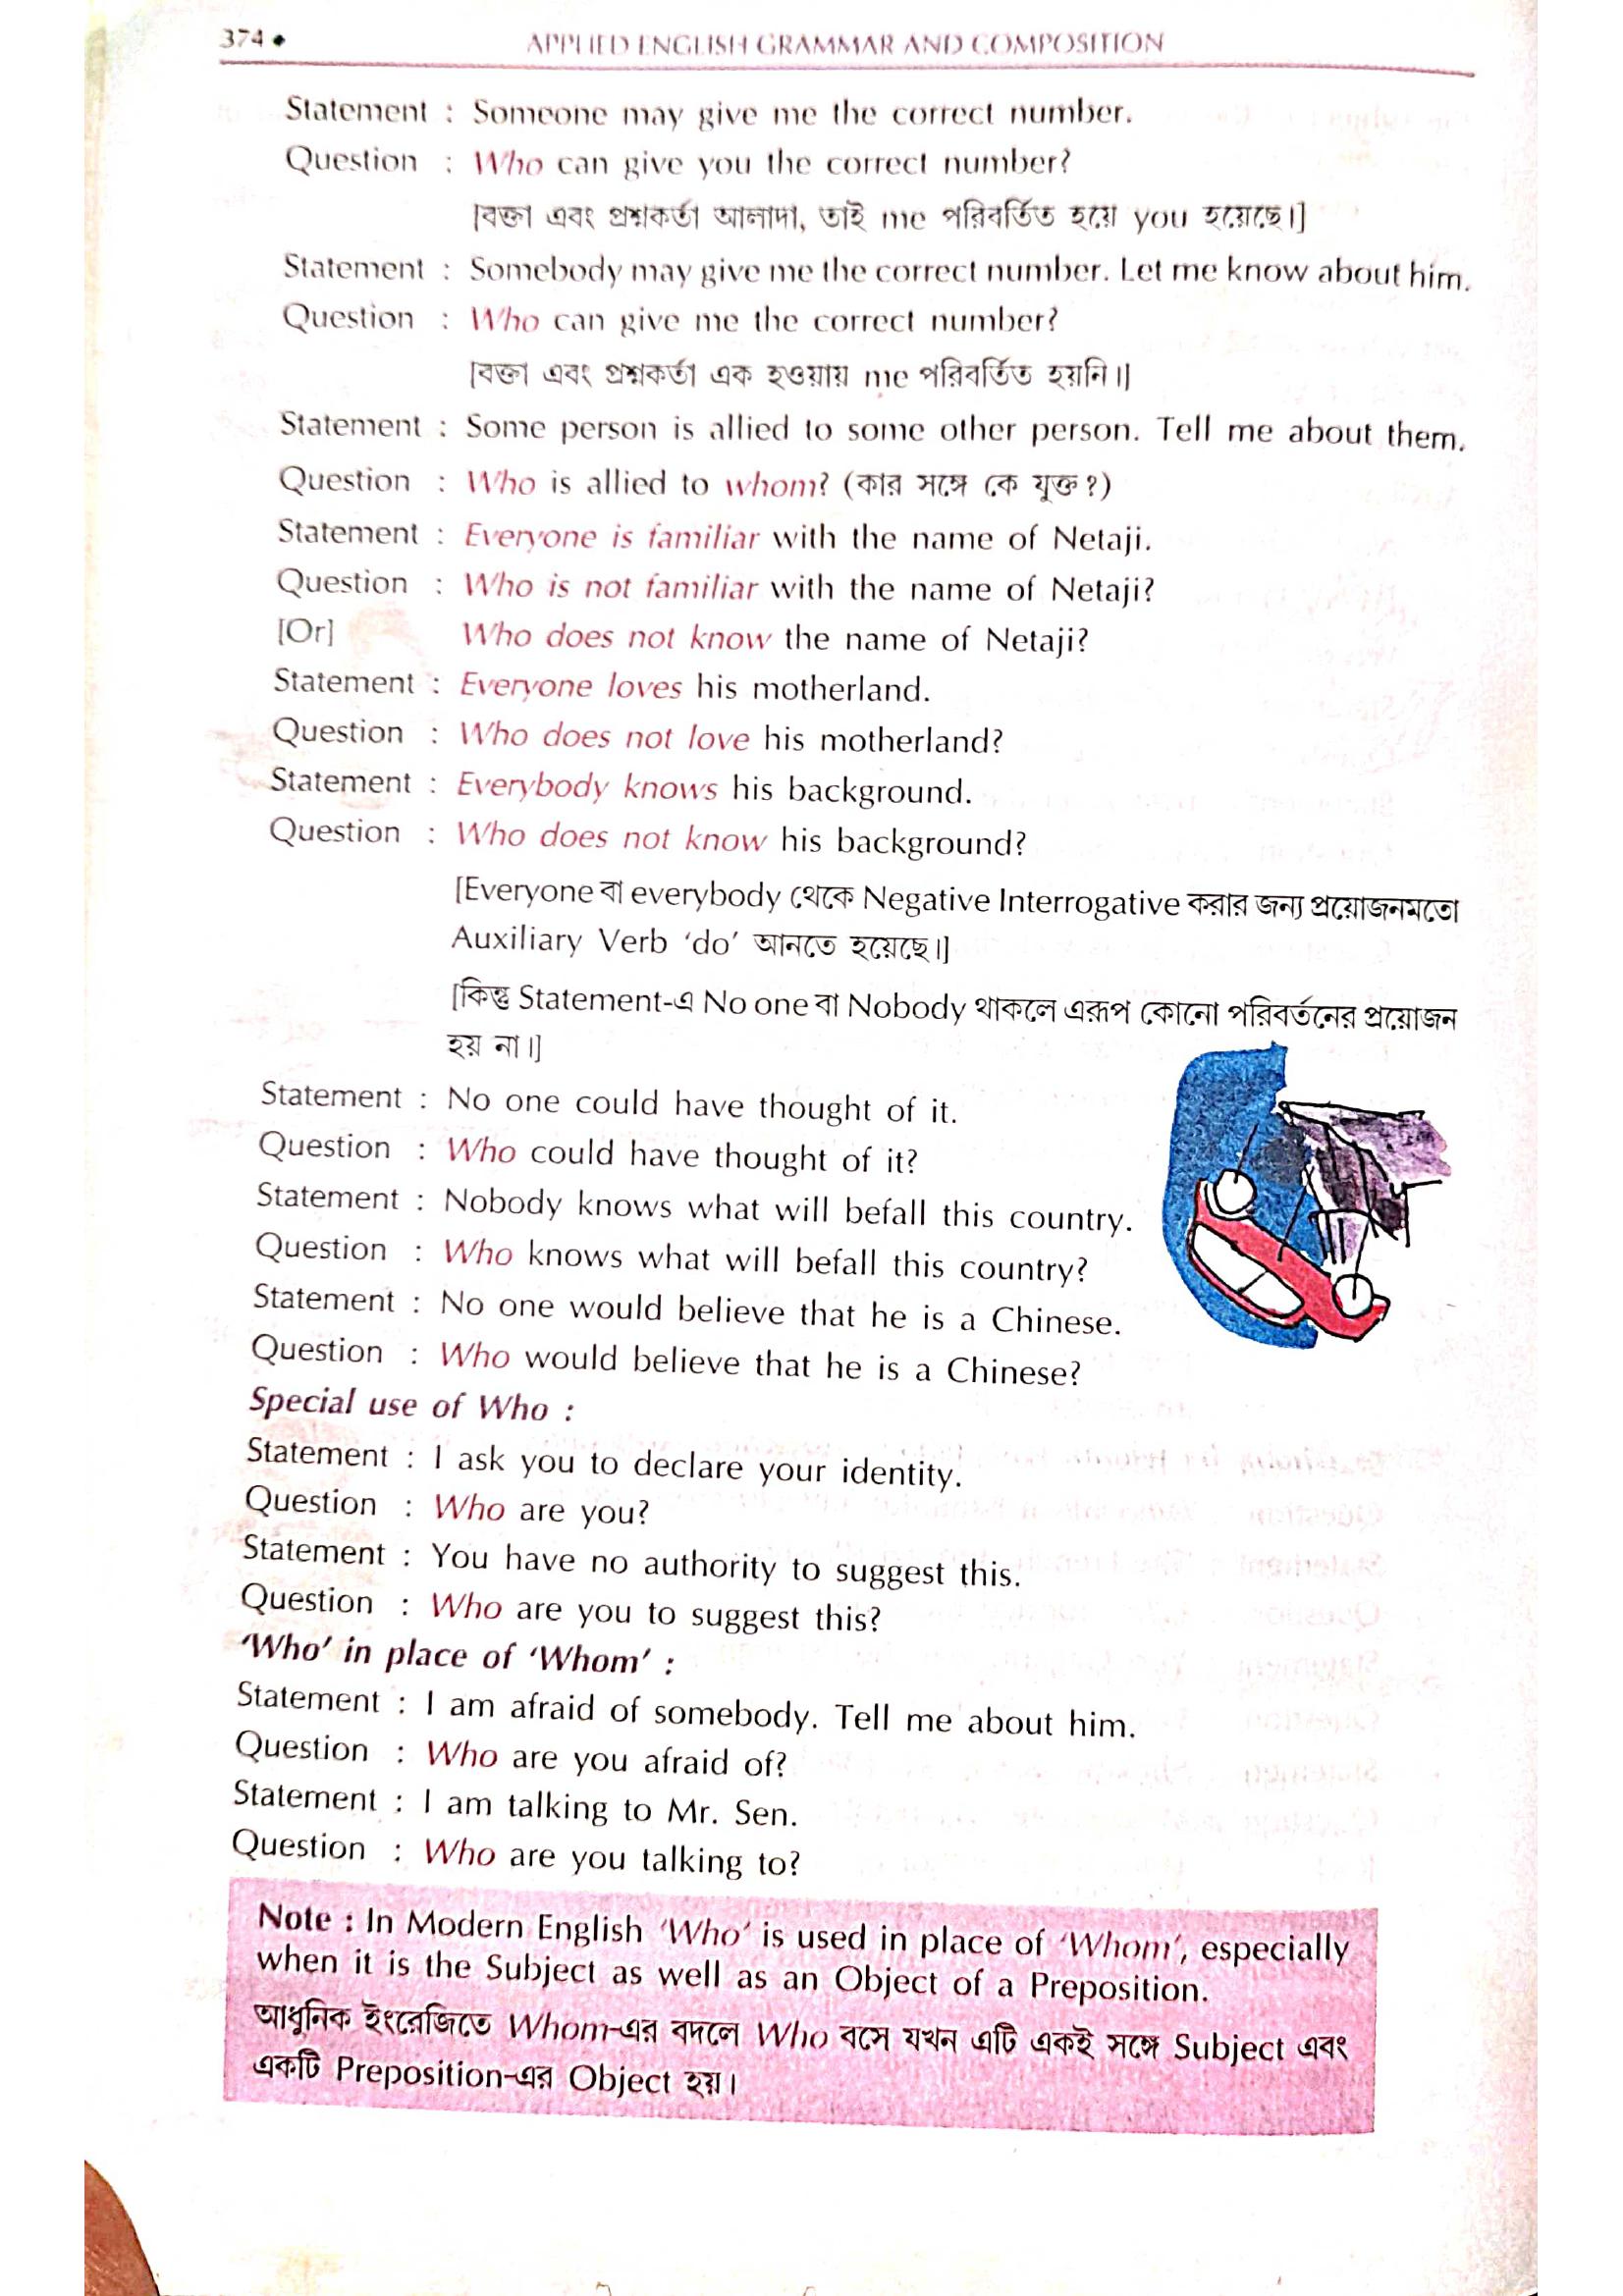 374 ◆ APPLIED ENGLISH GRAMMAR AND COMPOSITION
Statement : Someone may give me the correct number.
Question : Who can give you the correct number?
[বক্তা এবং প্রশ্নকর্তা আলাদা, তাই me পরিবর্তিত হয়ে you হয়েছে।]
Statement : Somebody may give me the correct number. Let me know about him.
Question : Who can give me the correct number?
[বক্তা এবং প্রশ্নকর্তা এক হওয়ায় me পরিবর্তিত হয়নি।]
Statement : Some person is allied to some other person. Tell me about them.
Question : Who is allied to whom? (কার সঙ্গে কে যুক্ত?)
Statement : Everyone is familiar with the name of Netaji.
Question : Who is not familiar with the name of Netaji?
[Or] Who does not know the name of Netaji?
Statement : Everyone loves his motherland.
Question : Who does not love his motherland?
Statement : Everybody knows his background.
Question : Who does not know his background?
[Everyone বা everybody থেকে Negative Interrogative করার জন্য প্রয়োজনমতো
Auxiliary Verb ‘do’ আনতে হয়েছে।]
[কিন্তু Statement-এ No one বা Nobody থাকলে এরূপ কোনো পরিবর্তনের প্রয়োজন
হয় না।]
Statement : No one could have thought of it.
Question : Who could have thought of it?
Statement : Nobody knows what will befall this country.
Question : Who knows what will befall this country?
Statement : No one would believe that he is a Chinese.
Question : Who would believe that he is a Chinese?
Special use of Who :
Statement : I ask you to declare your identity.
Question : Who are you?
Statement : You have no authority to suggest this.
Question : Who are you to suggest this?
‘Who’ in place of ‘Whom’ :
Statement : I am afraid of somebody. Tell me about him.
Question : Who are you afraid of?
Statement : I am talking to Mr. Sen.
Question : Who are you talking to?
Note : In Modern English ‘Who’ is used in place of ‘Whom’, especially
when it is the Subject as well as an Object of a Preposition.
আধুনিক ইংরেজিতে Whom-এর বদলে Who বসে যখন এটি একই সঙ্গে Subject এবং
একটি Preposition-এর Object হয়।